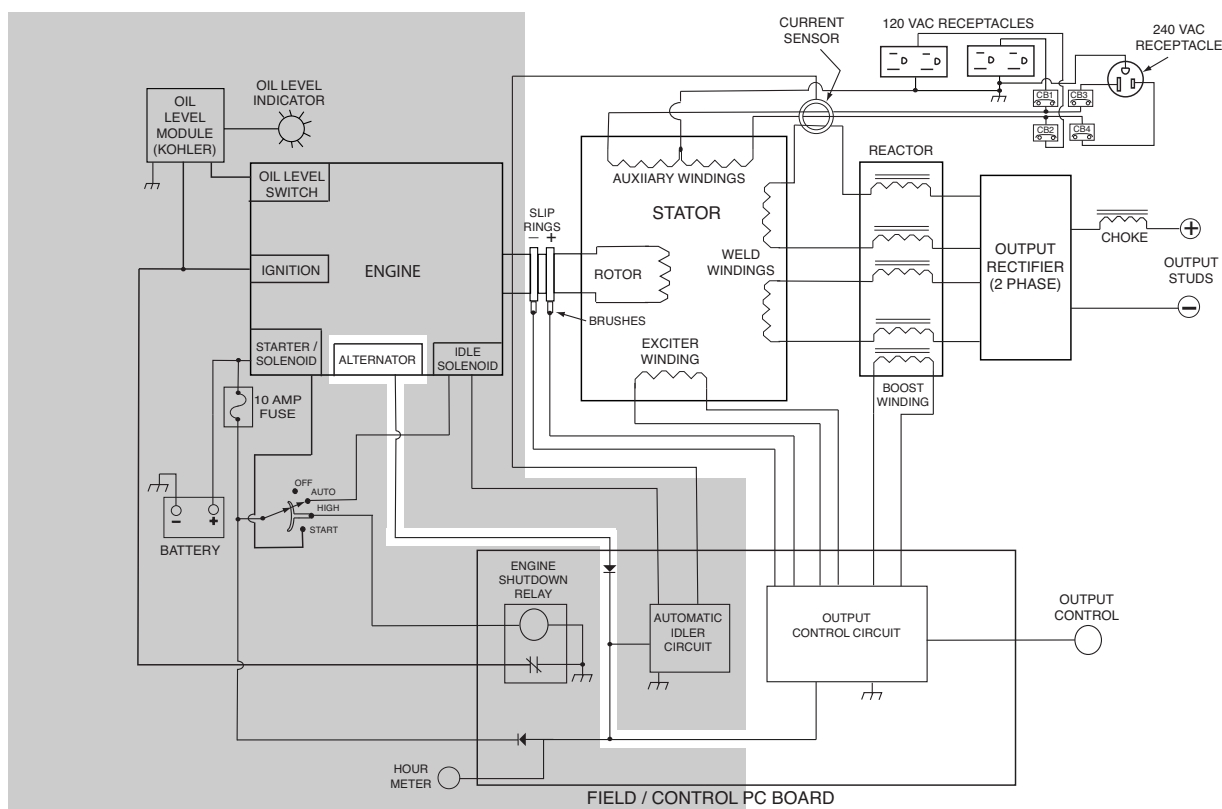 CURRENT
SENSOR
120 VAC RECEPTACLES
240 VAC
RECEPTACLE
D D D D
CB1
CB3
CB2
CB4
OIL
LEVEL
MODULE
(KOHLER)
OIL LEVEL
INDICATOR
OIL LEVEL
SWITCH
IGNITION
ENGINE
STARTER /
SOLENOID
ALTERNATOR
IDLE
SOLENOID
10 AMP
FUSE
OFF
AUTO
HIGH
START
- +
BATTERY
SLIP
RINGS
- +
BRUSHES
AUXIIARY WINDINGS
STATOR
ROTOR
WELD
WINDINGS
EXCITER
WINDING
REACTOR
BOOST
WINDING
OUTPUT
RECTIFIER
(2 PHASE)
CHOKE
+
OUTPUT
STUDS
-
ENGINE
SHUTDOWN
RELAY
AUTOMATIC
IDLER
CIRCUIT
OUTPUT
CONTROL CIRCUIT
OUTPUT
CONTROL
HOUR
METER
FIELD / CONTROL PC BOARD